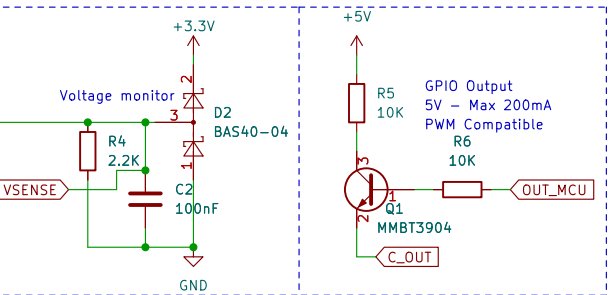 +3.3V
2
Voltage monitor
3
D2
BAS40-04
R4
2.2K
1
VSENSE
C2
100nF
GND
+5V
R5
10K
GPIO Output
5V - Max 200mA
PWM Compatible
R6
10K
3
1
OUT_MCU
Q1
2
MMBT3904
C_OUT